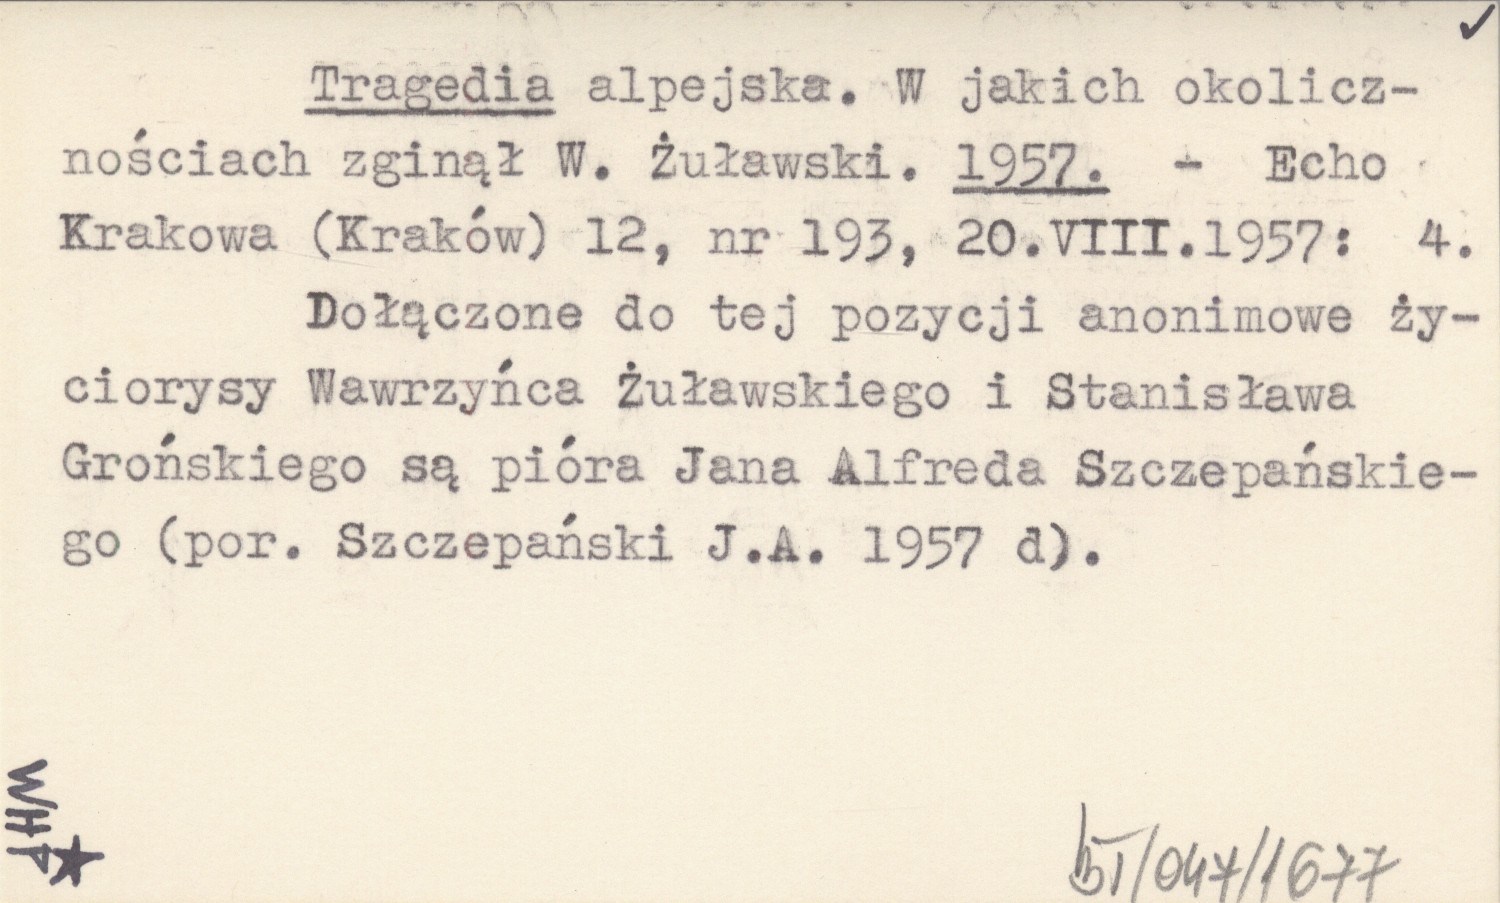 Tragedia alpejska. W jakich okolicz-
nościach zginął W. Żuławski. 1957. - Echo
Krakowa (Kraków) 12, nr 193, 20.VIII.1957: 4.
Dołączone do tej pozycji anonimowe ży-
ciorysy Wawrzyńca Żuławskiego i Stanisława
Grońskiego są pióra Jana Alfreda Szczepańskie-
go (por. Szczepański J.A. 1957 d).
/047/1677